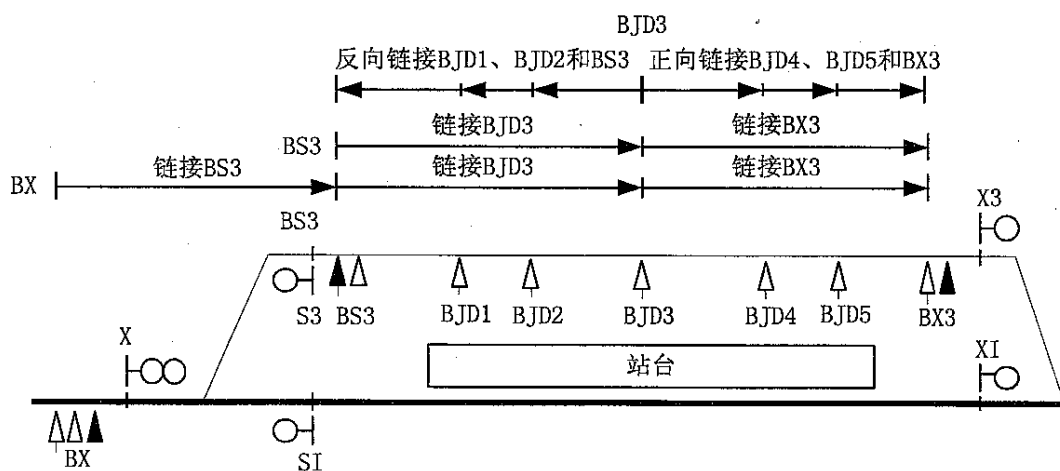 BJD3
反向链接BJD1、BJD2和BS3 正向链接BJD4、BJD5和BX3
BS3 链接BJD3 链接BX3
BX 链接BS3 链接BJD3 链接BX3
BS3 X3
S3 BS3 BJD1 BJD2 BJD3 BJD4 BJD5 BX3
X 站台 XI
BX SI